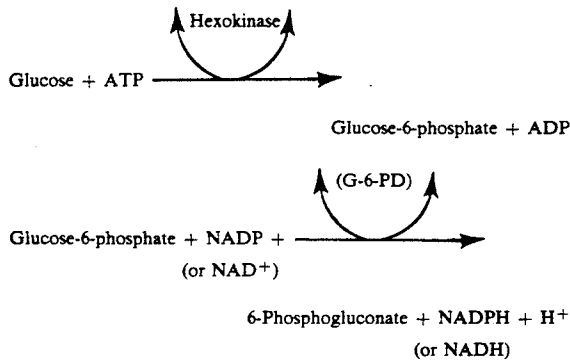 Hexokinase
Glucose + ATP
Glucose-6-phosphate + ADP
(G-6-PD)
Glucose-6-phosphate + NADP +
(or NAD⁺)
6-Phosphogluconate + NADPH + H⁺
(or NADH)